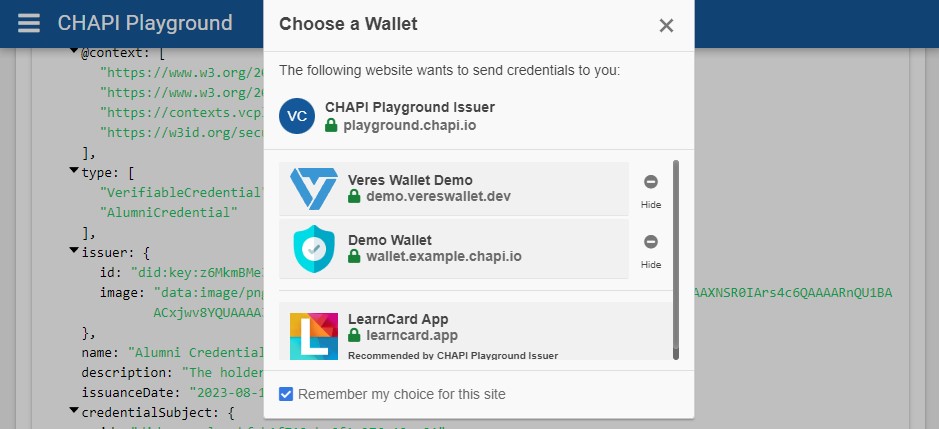 CHAPI Playground
Choose a Wallet
The following website wants to send credentials to you:
VC
CHAPI Playground Issuer
playground.chapi.io
Veres Wallet Demo
demo.vereswallet.dev
Hide
Demo Wallet
wallet.example.chapi.io
Hide
LearnCard App
learncard.app
Recommended by CHAPI Playground Issuer
Remember my choice for this site
@context: [
"https://www.w3.org/20
"https://www.w3.org/20
"https://contexts.vcp
"https://w3id.org/sec
],
type: [
"VerifiableCredential"
"AlumniCredential"
],
issuer: {
id: "did:key:z6MkmBMe
image: "data:image/png
ACxjwv8YQUAAAA
},
name: "Alumni Credential
description: "The holder
issuanceDate: "2023-08-1
credentialSubject: {